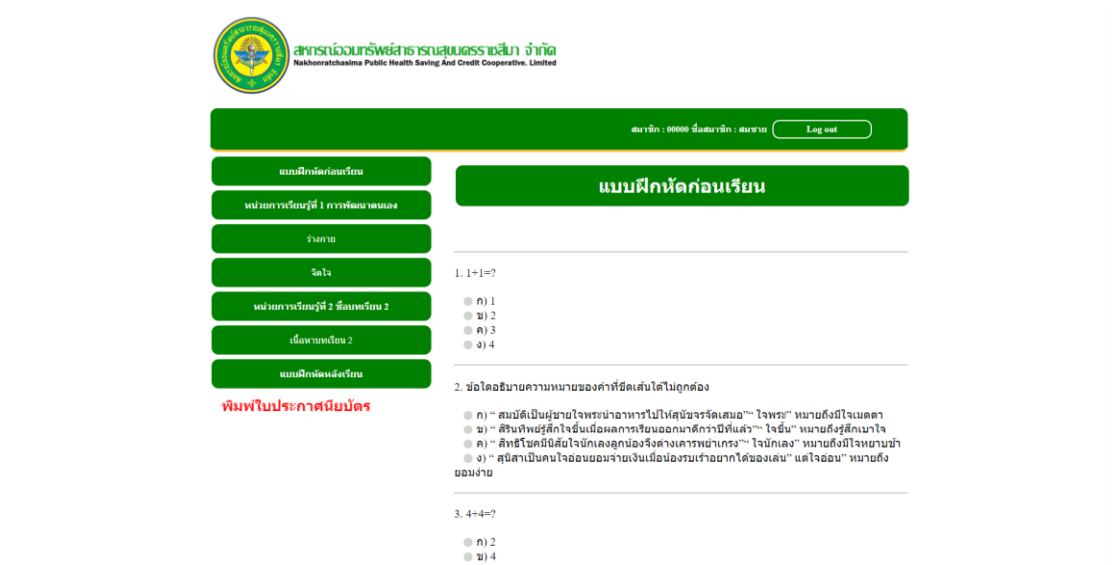 สหกรณ์ออมทรัพย์สาธารณสุขนครราชสีมา จำกัด
Nakhonratchasima Public Health Saving And Credit Cooperative. Limited
สมาชิก : 00000 ชื่อสมาชิก : สมชาย
Log out
แบบฝึกหัดก่อนเรียน
หน่วยการเรียนรู้ที่ 1 การพัฒนาตนเอง
ร่างกาย
จิตใจ
หน่วยการเรียนรู้ที่ 2 ชื่อบทเรียน 2
เนื้อหาบทเรียน 2
แบบฝึกหัดหลังเรียน
พิมพ์ใบประกาศนียบัตร
แบบฝึกหัดก่อนเรียน
1. 1+1=?
ก) 1
ข) 2
ค) 3
ง) 4
2. ข้อใดอธิบายความหมายของคำที่ขีดเส้นใต้ไม่ถูกต้อง
ก) “ สมบัติเป็นผู้ชายใจพระนำอาหารไปให้สุนัขจรจัดเสมอ”“ ใจพระ” หมายถึงมีใจเมตตา
ข) “ สิรินทิพย์รู้สึกใจขึ้นเมื่อผลการเรียนออกมาดีกว่าปีที่แล้ว”“ ใจขึ้น” หมายถึงรู้สึกเบาใจ
ค) “ สิทธิโชคมีนิสัยใจนักเลงลูกน้องจึงต่างเคารพยำเกรง”“ ใจนักเลง” หมายถึงมีใจหยาบช้า
ง) “ สุนิสาเป็นคนใจอ่อนยอมจ่ายเงินเมื่อน้องรบเร้าอยากได้ของเล่น” แต่ใจอ่อน” หมายถึง
ยอมง่าย
3. 4+4=?
ก) 2
ข) 4